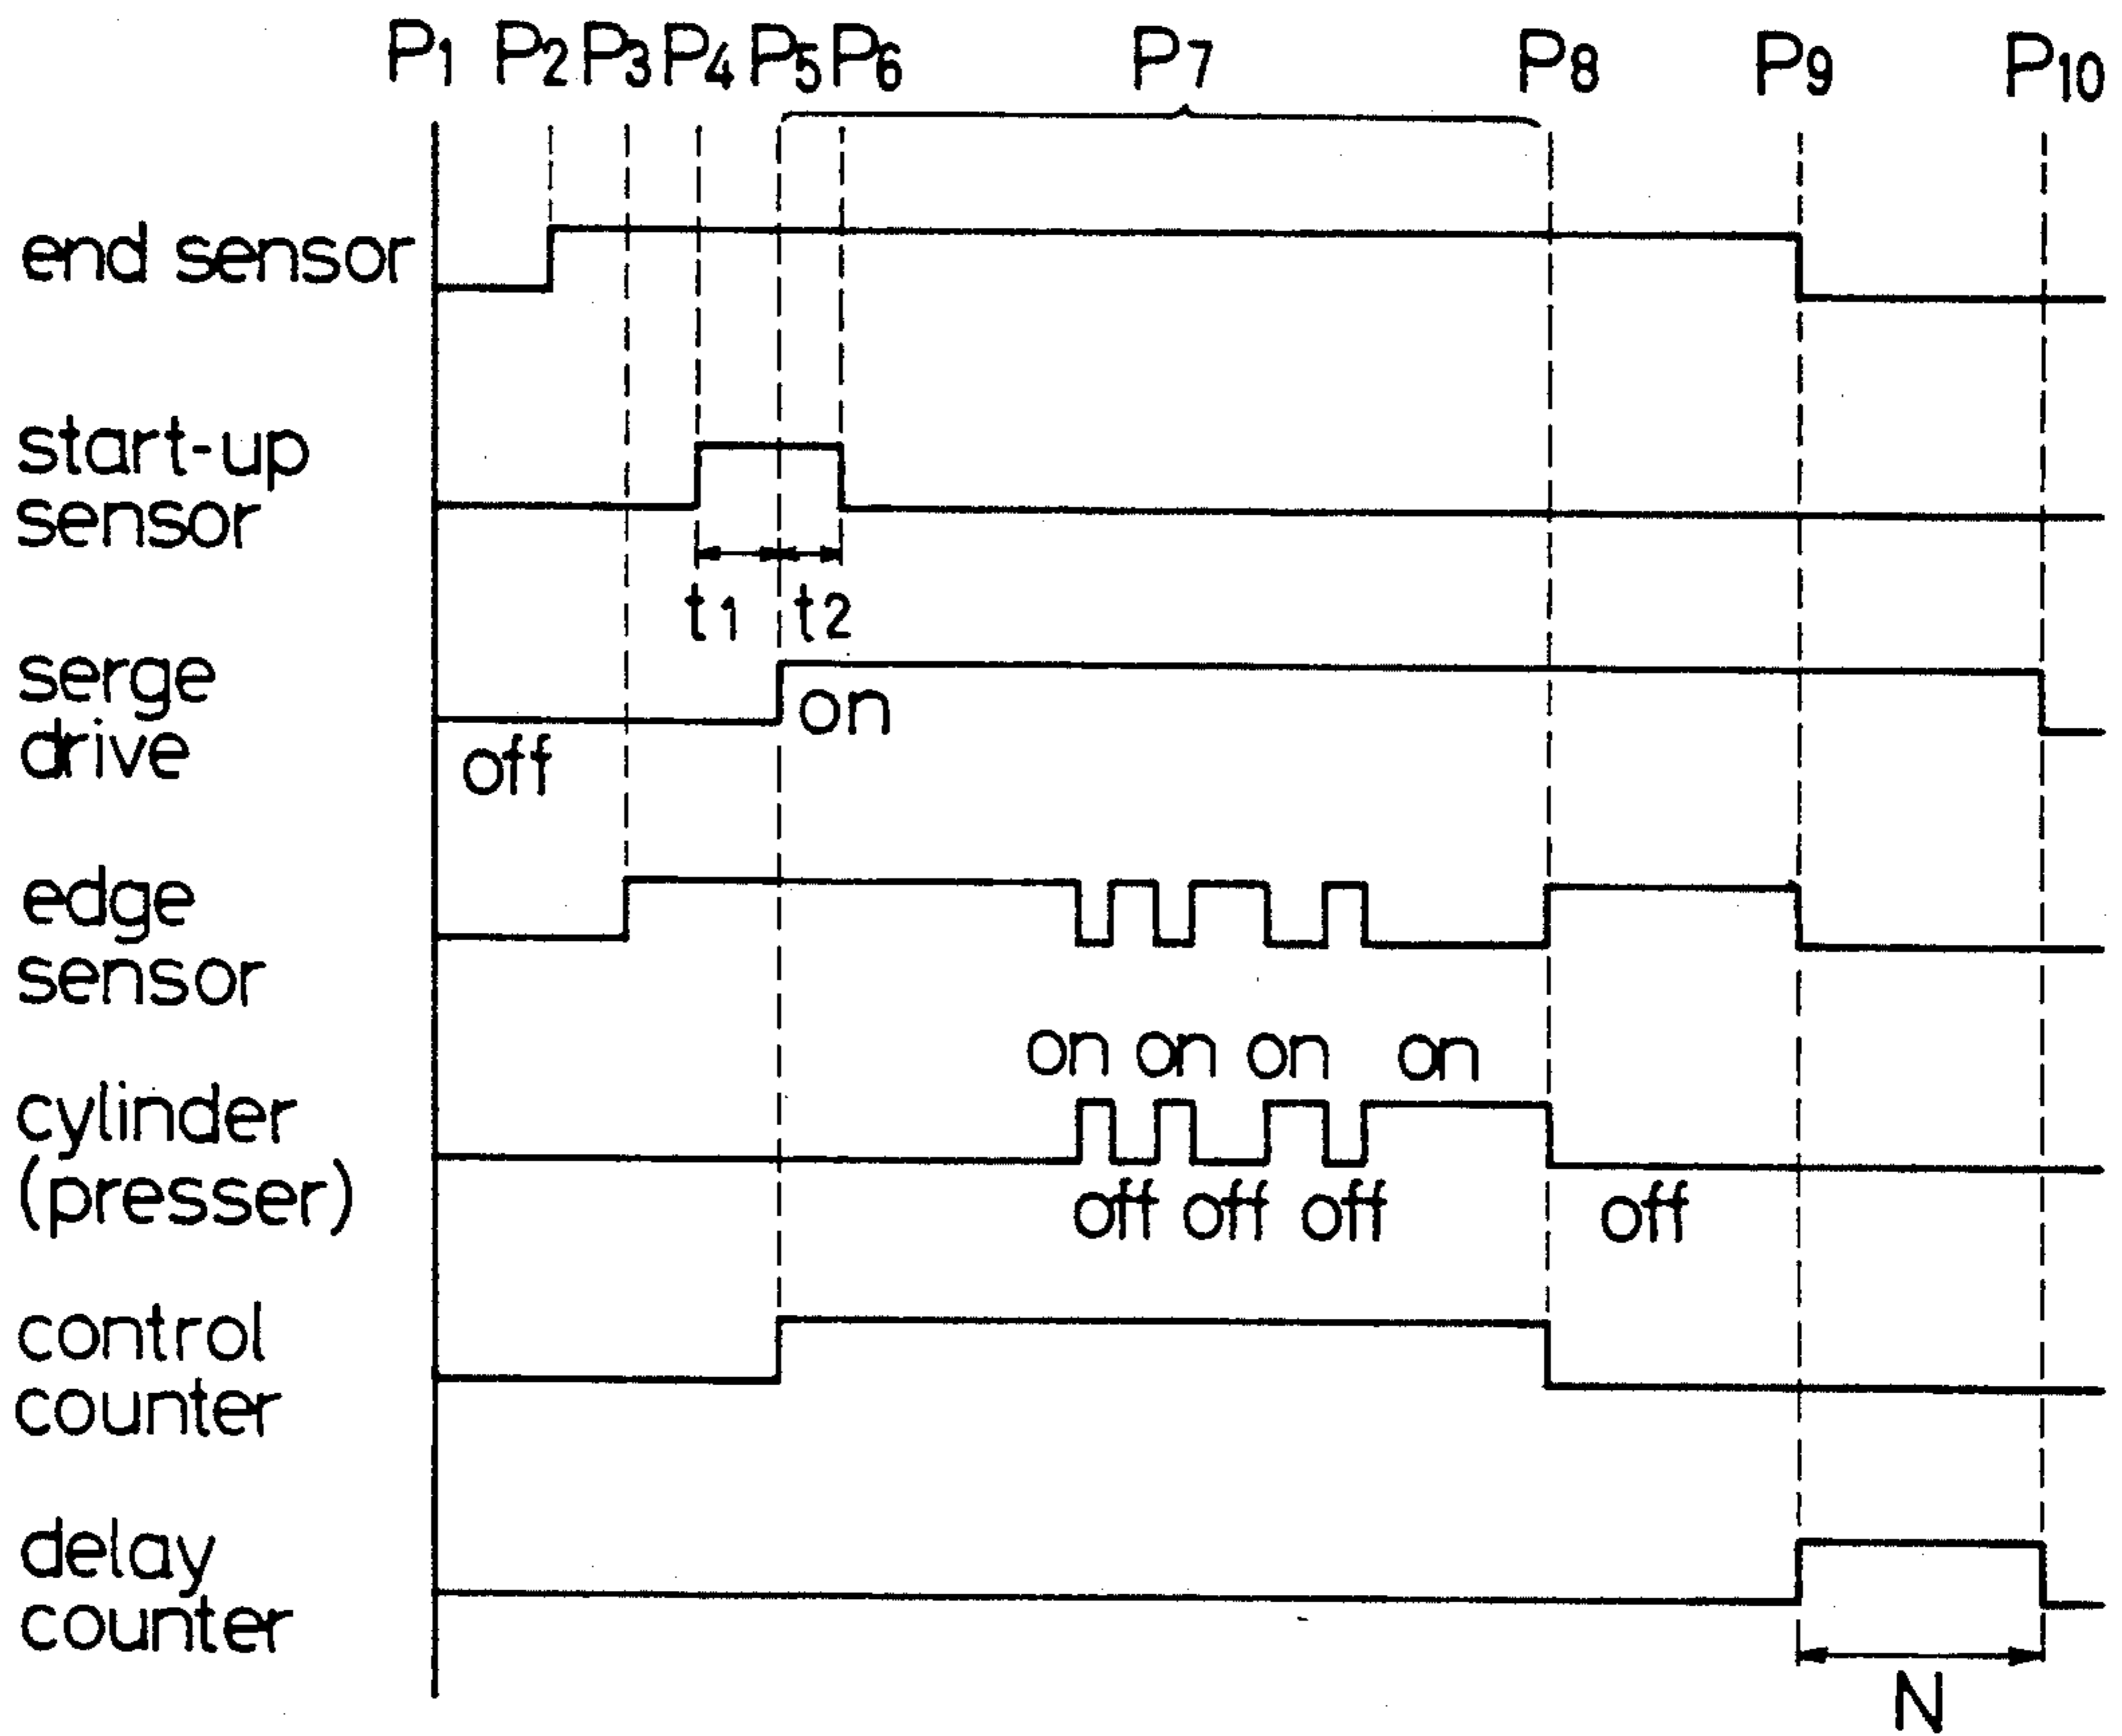 P1 P2 P3 P4 P5 P6 P7 P8 P9 P10
end sensor
start-up
sensor
t1 t2
serge
drive
on
off
edge
sensor
on on on on
cylinder
(presser)
off off off off
control
counter
delay
counter
N